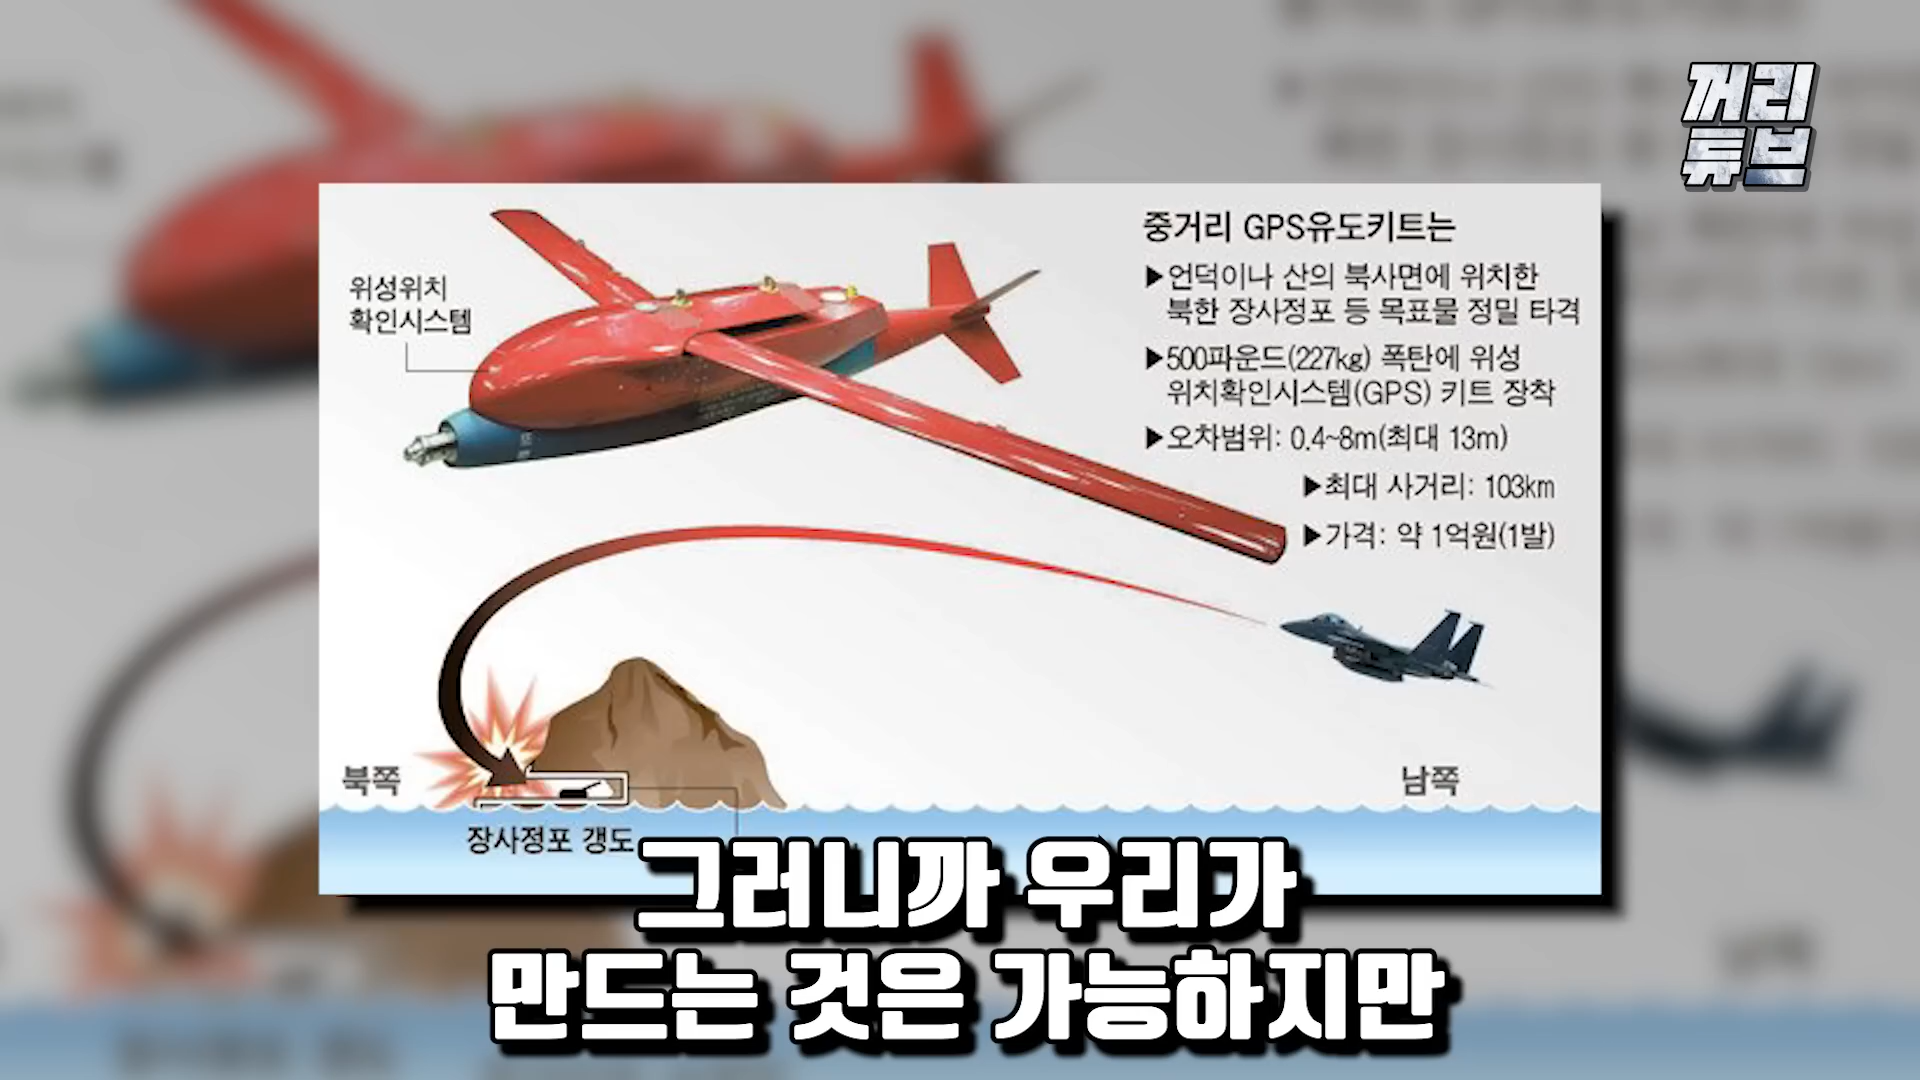 꺼리
튜브
중거리 GPS유도키트는
▶언덕이나 산의 북사면에 위치한
북한 장사정포 등 목표물 정밀 타격
▶500파운드(227kg) 폭탄에 위성
위치확인시스템(GPS) 키트 장착
▶오차범위: 0.4~8m(최대 13m)
▶최대 사거리: 103km
▶가격: 약 1억원(1발)
위성위치
확인시스템
북쪽
남쪽
장사정포 갱도
그러니까 우리가
만드는 것은 가능하지만